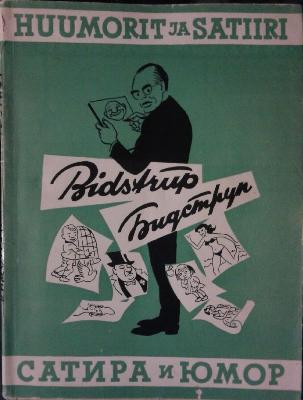 HUUMORIT JA SATIIRI
Bidstrup
Бидструп
САТИРА И ЮМОР